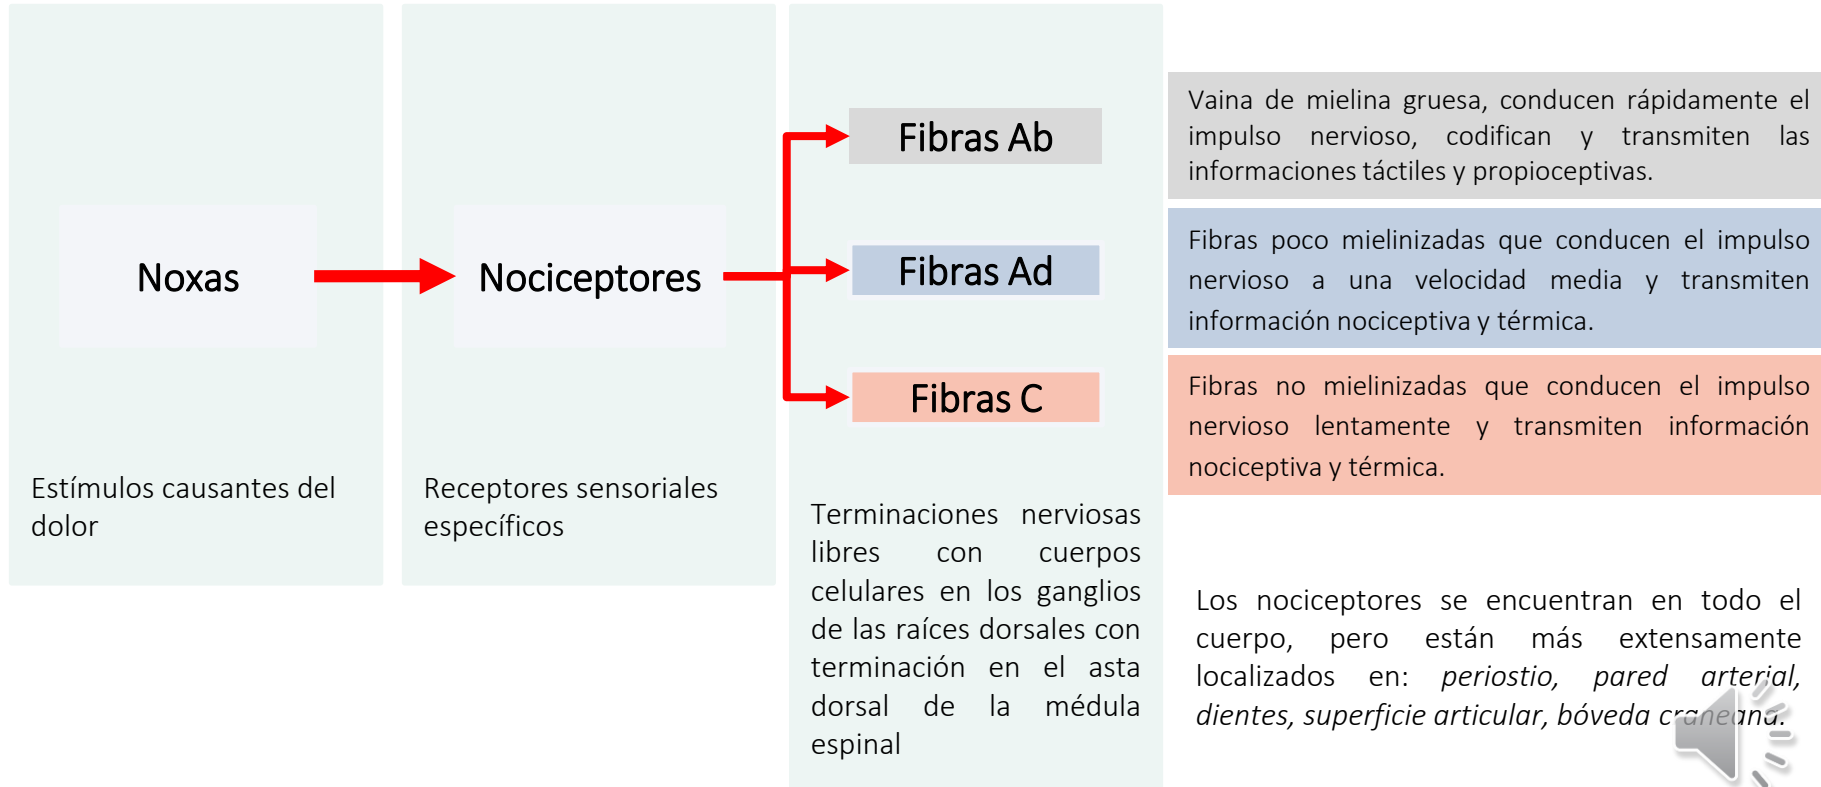 Noxas
Estímulos causantes del
dolor
Nociceptores
Receptores sensoriales
específicos
Fibras Ab
Fibras Ad
Fibras C
Terminaciones nerviosas
libres con cuerpos
celulares en los ganglios
de las raíces dorsales con
terminación en el asta
dorsal de la médula
espinal
Vaina de mielina gruesa, conducen rápidamente el
impulso nervioso, codifican y transmiten las
informaciones táctiles y propioceptivas.
Fibras poco mielinizadas que conducen el impulso
nervioso a una velocidad media y transmiten
información nociceptiva y térmica.
Fibras no mielinizadas que conducen el impulso
nervioso lentamente y transmiten información
nociceptiva y térmica.
Los nociceptores se encuentran en todo el
cuerpo, pero están más extensamente
localizados en: periostio, pared arterial,
dientes, superficie articular, bóveda craneana.